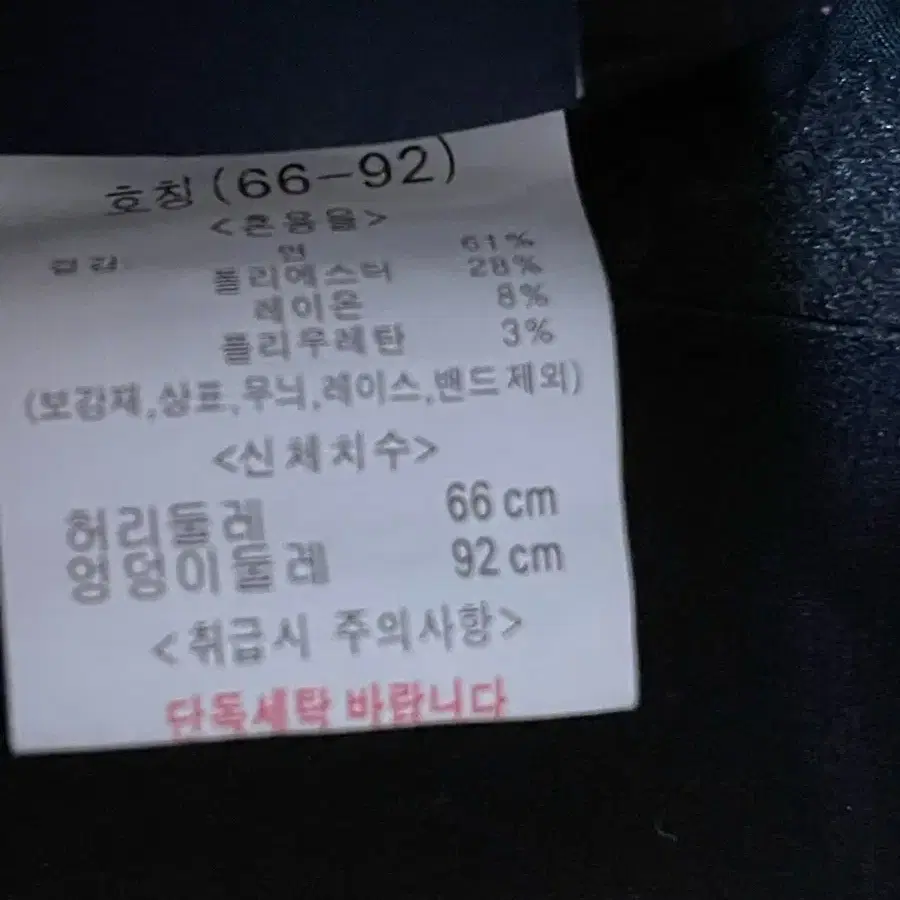 호칭(66-92)
<혼용율>
겉감 면 61%
폴리에스터 28%
레이온 8%
폴리우레탄 3%
(보강재,상표,무늬,레이스,밴드제외)
<신체치수>
허리둘레 66 cm
엉덩이둘레 92 cm
<취급시 주의사항>
단독세탁 바랍니다